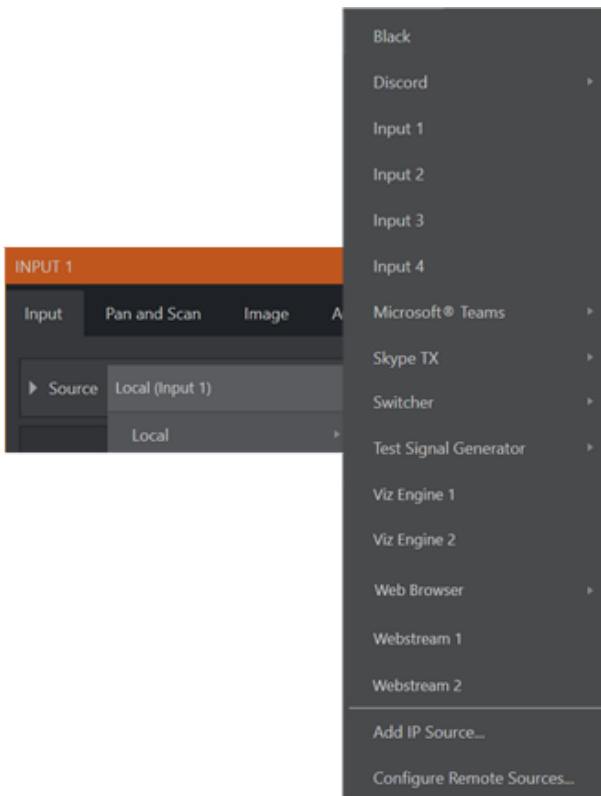 Black
Discord
Input 1
Input 2
Input 3
Input 4
INPUT 1
Input Pan and Scan Image A
Microsoft® Teams
Skype TX
Source Local (Input 1)
Switcher
Local
Test Signal Generator
Viz Engine 1
Viz Engine 2
Web Browser
Webstream 1
Webstream 2
Add IP Source...
Configure Remote Sources...